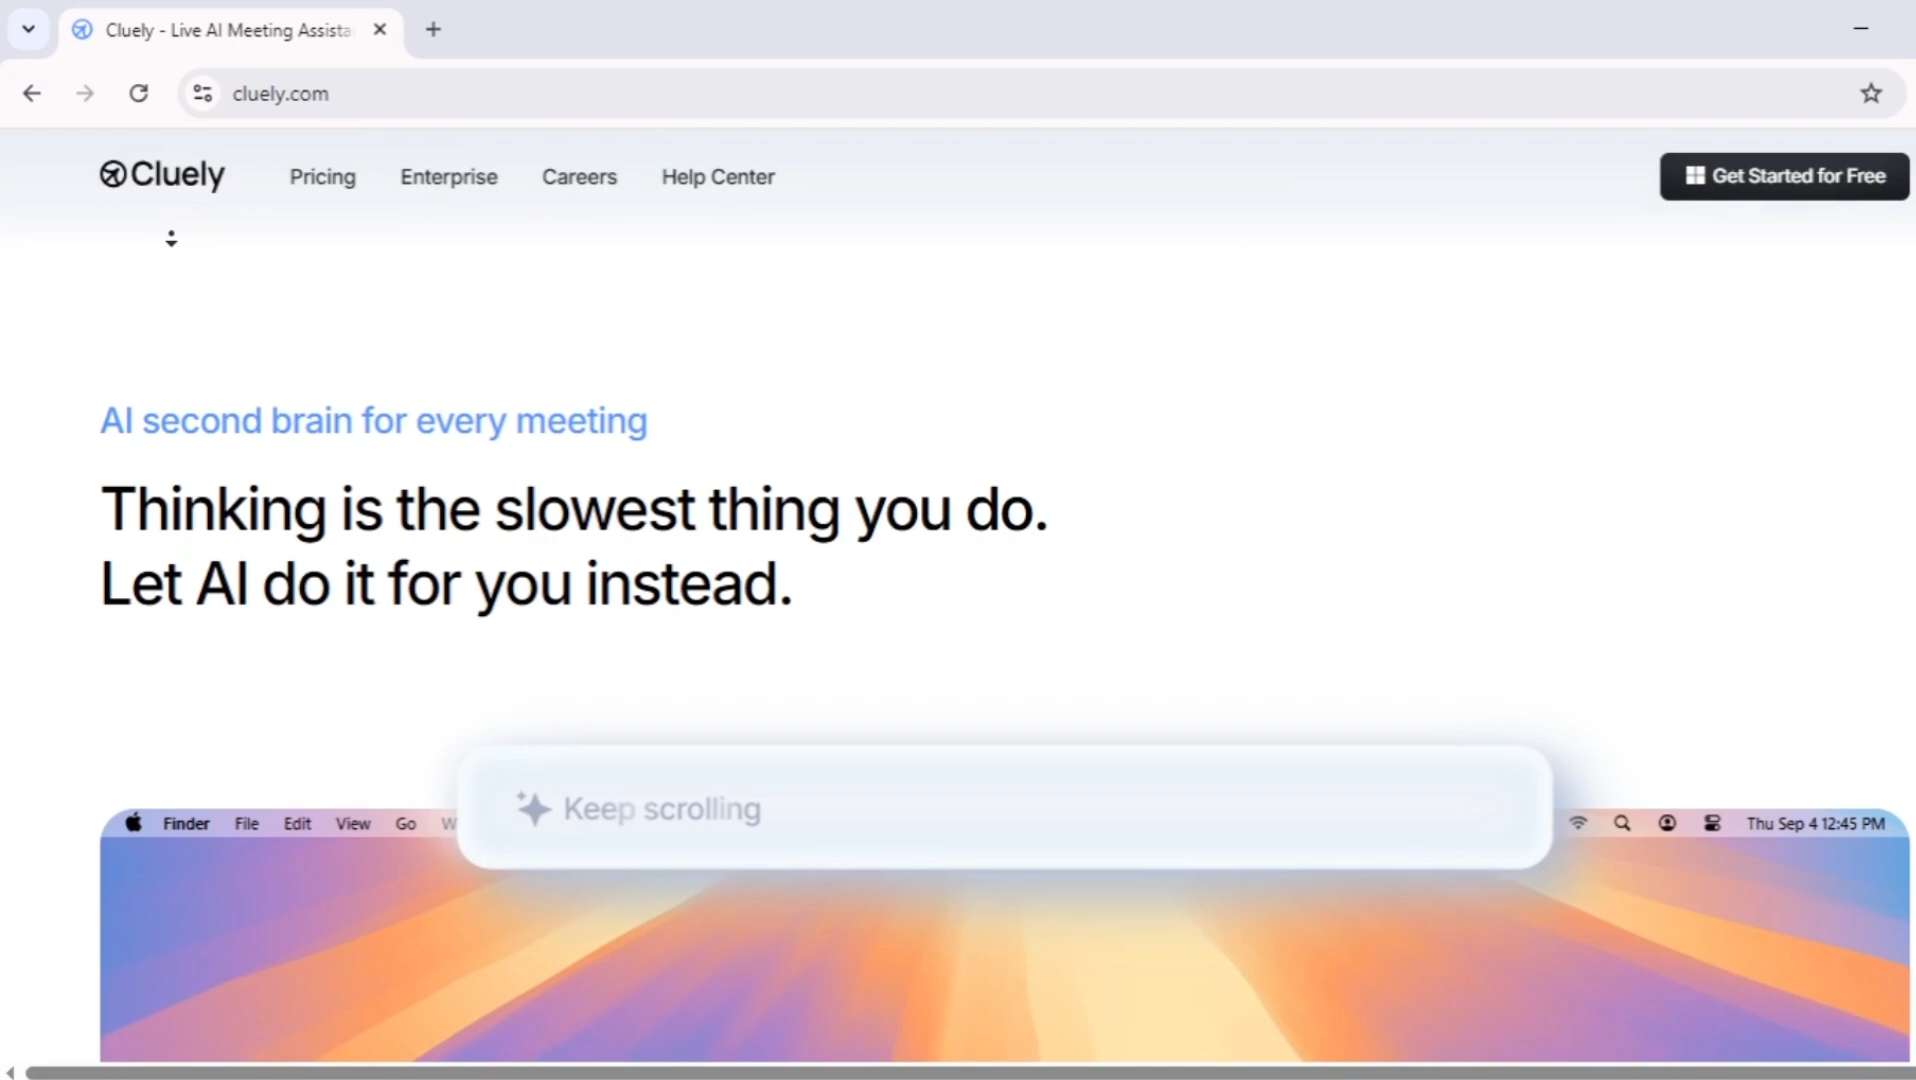 Cluely - Live AI Meeting Assista
cluely.com
Cluely Pricing Enterprise Careers Help Center Get Started for Free
AI second brain for every meeting
Thinking is the slowest thing you do.
Let AI do it for you instead.
Keep scrolling
Finder File Edit View Go W Thu Sep 4 12:45 PM